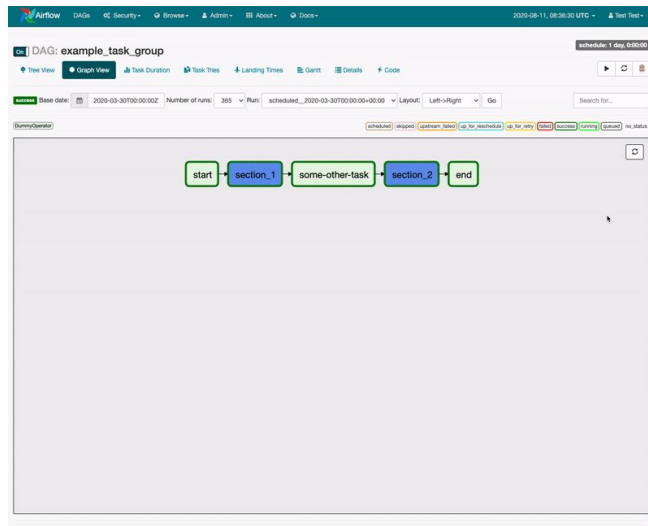 Airflow DAGs Security Browse Admin About Docs 2020-08-11, 08:36:30 UTC Test Test
On DAG: example_task_group schedule: 1 day, 0:00:00
Tree View Graph View Task Duration Task Tries Landing Times Gantt Details Code
success Base date: 2020-03-30T00:00:00Z Number of runs: 365 Run: scheduled__2020-03-30T00:00:00+00:00 Layout: Left->Right Go Search for...
DummyOperator scheduled skipped upstream_failed up_for_reschedule up_for_retry failed success running queued no_status
start section_1 some-other-task section_2 end